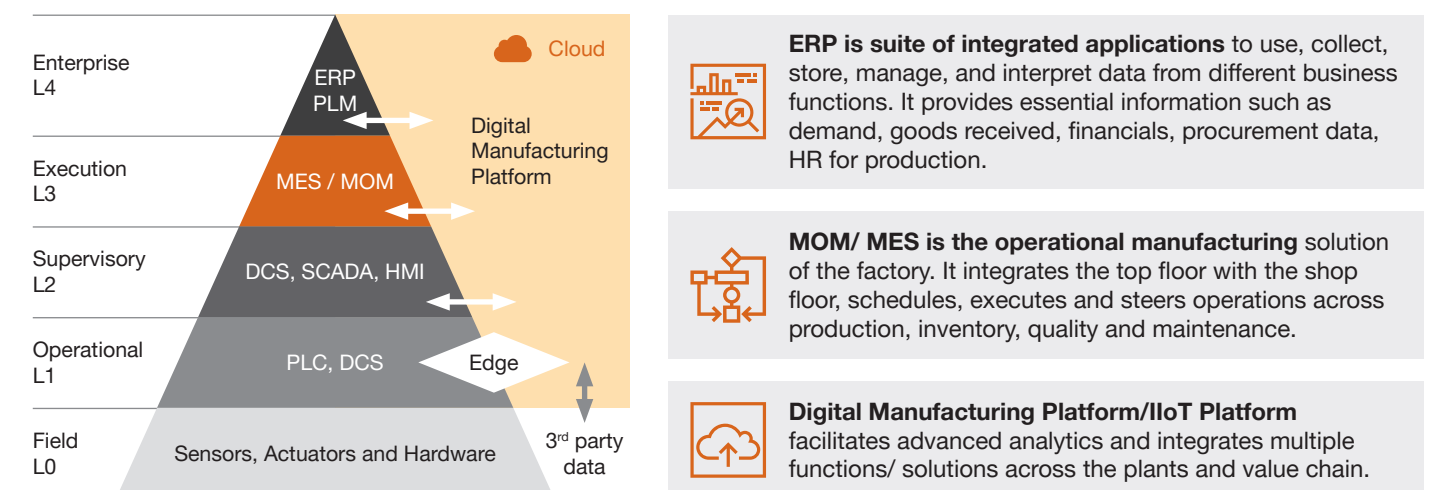 Enterprise
L4
ERP
PLM
Cloud
Digital
Manufacturing
Platform
Execution
L3
MES / MOM
Supervisory
L2
DCS, SCADA, HMI
Operational
L1
PLC, DCS
Edge
Field
L0
Sensors, Actuators and Hardware
3rd party
data
ERP is suite of integrated applications to use, collect,
store, manage, and interpret data from different business
functions. It provides essential information such as
demand, goods received, financials, procurement data,
HR for production.
MOM/ MES is the operational manufacturing solution
of the factory. It integrates the top floor with the shop
floor, schedules, executes and steers operations across
production, inventory, quality and maintenance.
Digital Manufacturing Platform/IIoT Platform
facilitates advanced analytics and integrates multiple
functions/ solutions across the plants and value chain.